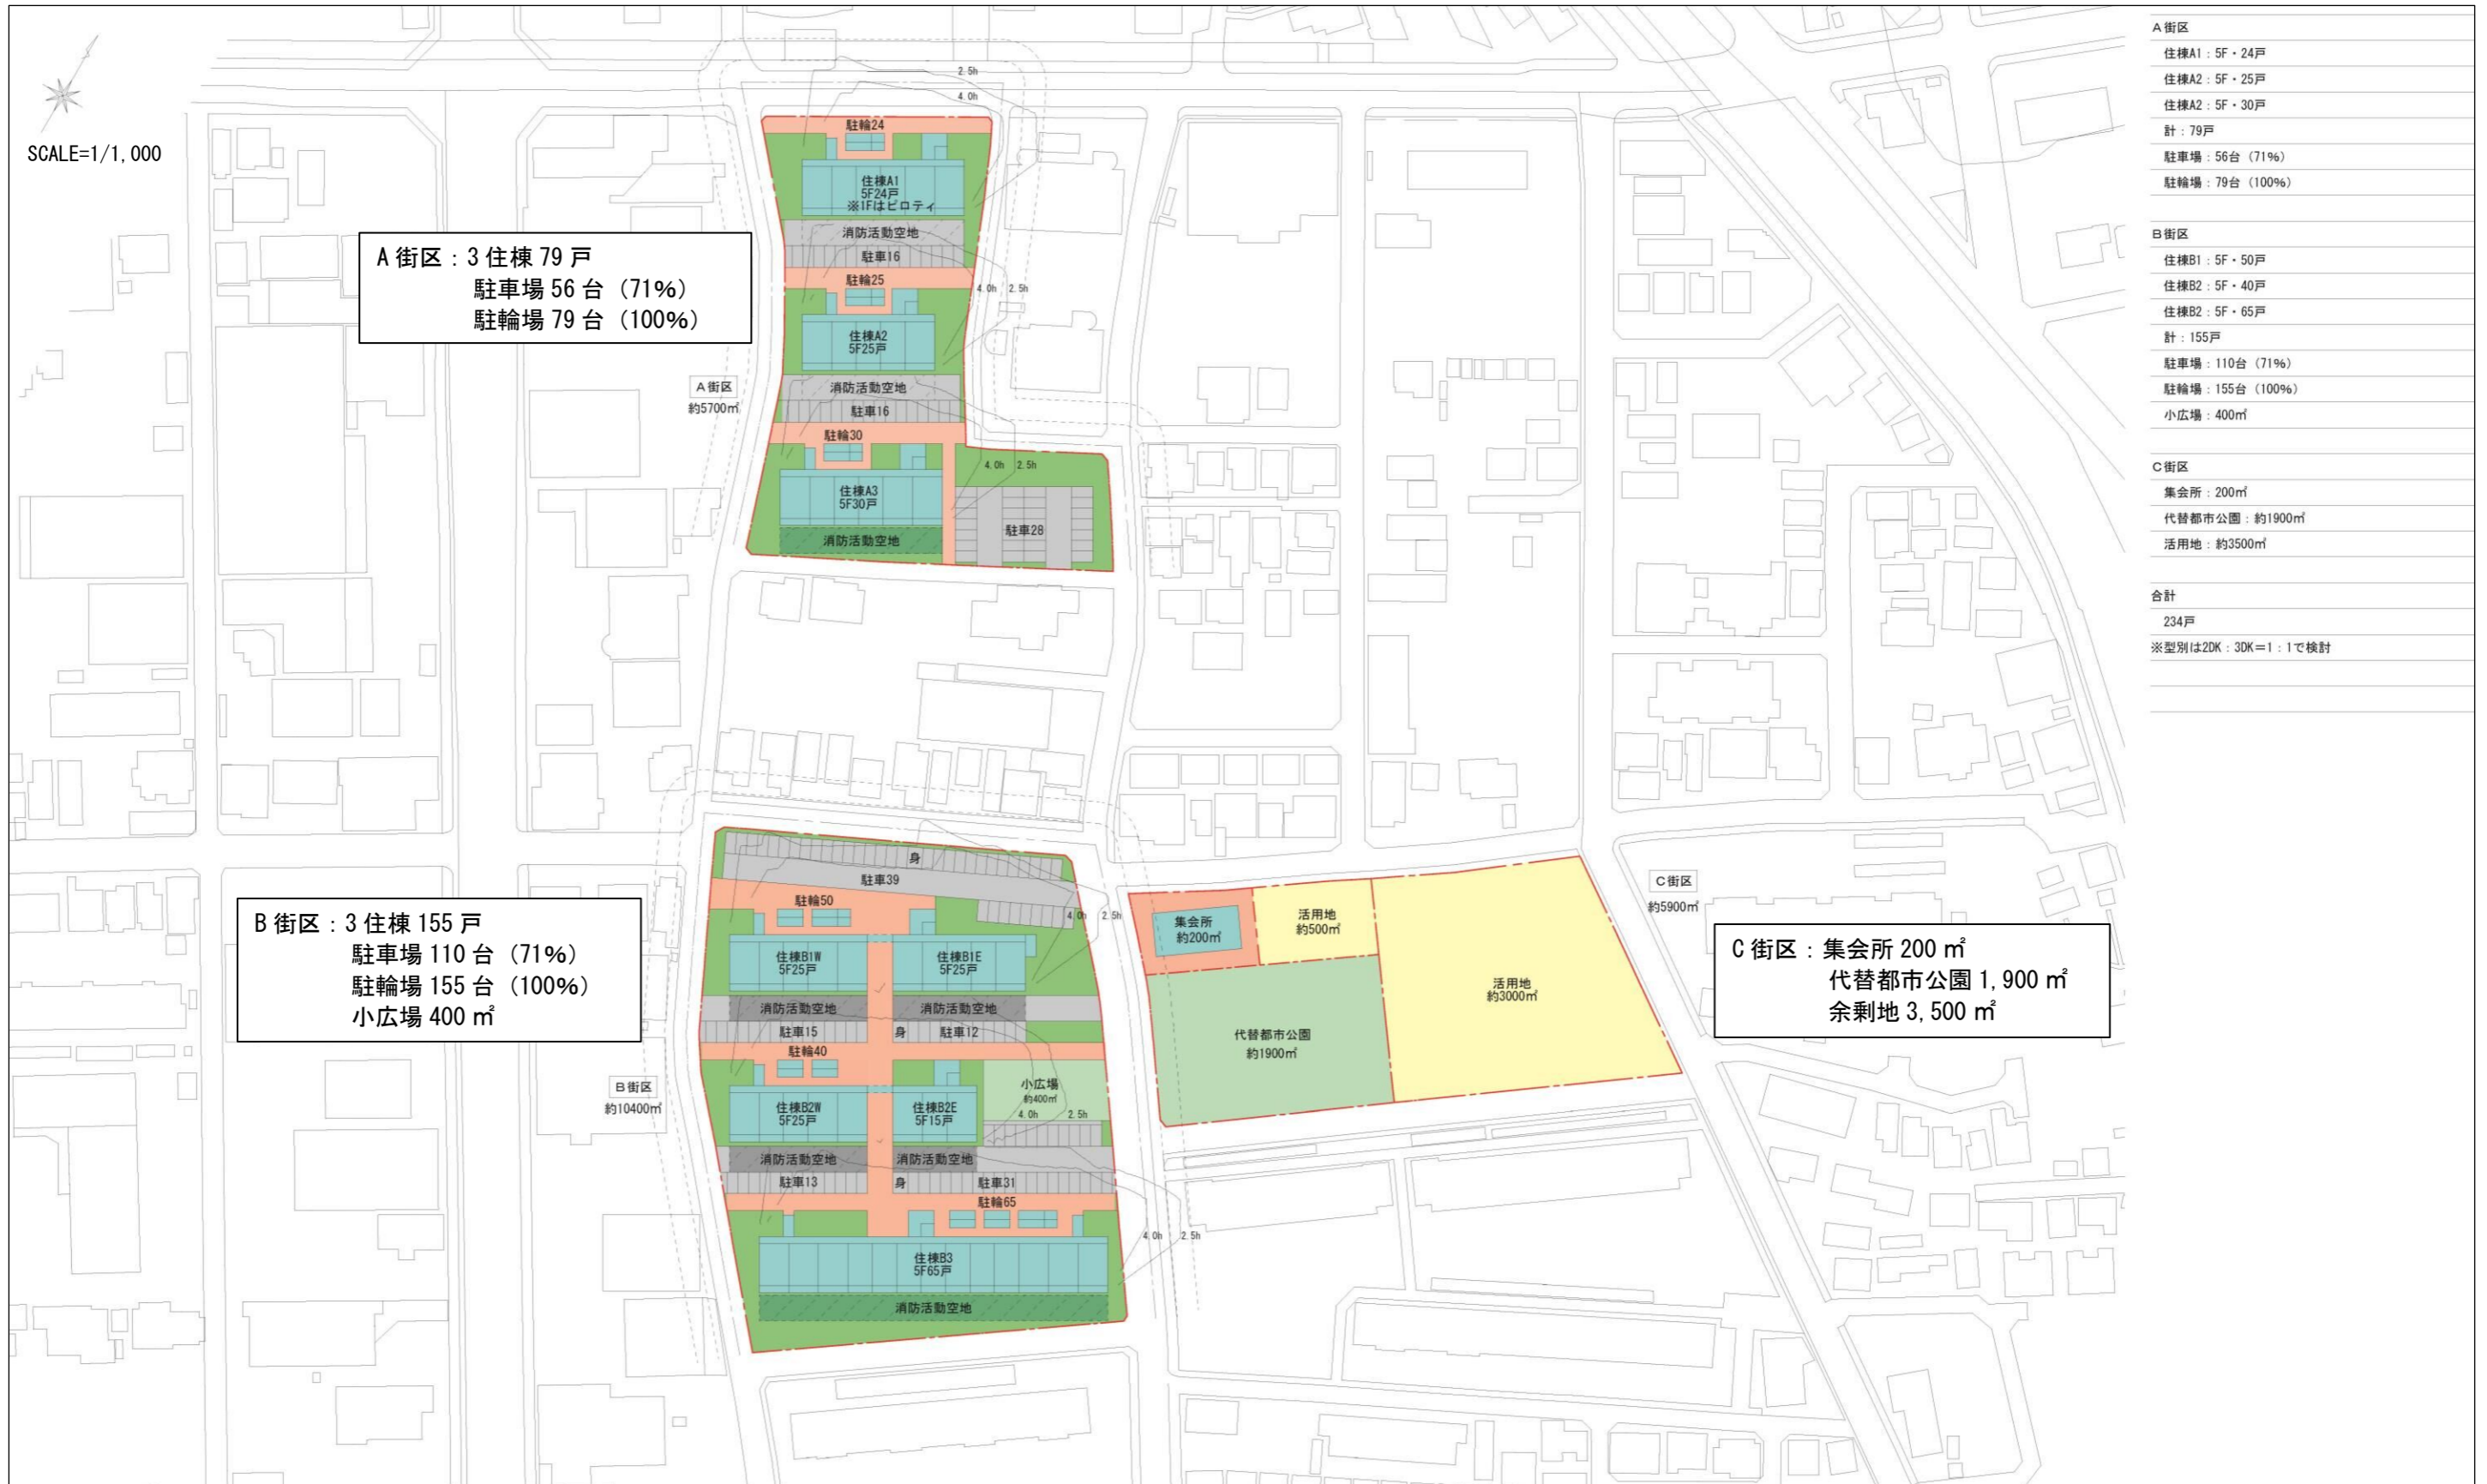 SCALE=1/1,000
2.5h
4.0h
駐輪24
住棟A1
5F24戸
※1Fはピロティ
消防活動空地
駐車16
駐輪25
4.0h 2.5h
住棟A2
5F25戸
消防活動空地
駐車16
駐輪30
4.0h 2.5h
住棟A3
5F30戸
駐車28
消防活動空地
A街区:3住棟79戸
駐車場56台(71%)
駐輪場79台(100%)
A街区
約5700㎡
身
駐車39
駐輪50
4.0h 2.5h
住棟B1W
5F25戸
住棟B1E
5F25戸
消防活動空地
消防活動空地
駐車15
身
駐車12
駐輪40
小広場
約400㎡
4.0h 2.5h
住棟B2W
5F25戸
住棟B2E
5F15戸
消防活動空地
消防活動空地
駐車13
身
駐車31
駐輪65
4.0h 2.5h
住棟B3
5F65戸
消防活動空地
B街区:3住棟155戸
駐車場110台(71%)
駐輪場155台(100%)
小広場400㎡
B街区
約10400㎡
集会所
約200㎡
活用地
約500㎡
活用地
約3000㎡
代替都市公園
約1900㎡
C街区
約5900㎡
C街区:集会所200㎡
代替都市公園1,900㎡
余剰地3,500㎡
A街区
住棟A1:5F・24戸
住棟A2:5F・25戸
住棟A2:5F・30戸
計:79戸
駐車場:56台(71%)
駐輪場:79台(100%)
B街区
住棟B1:5F・50戸
住棟B2:5F・40戸
住棟B2:5F・65戸
計:155戸
駐車場:110台(71%)
駐輪場:155台(100%)
小広場:400㎡
C街区
集会所:200㎡
代替都市公園:約1900㎡
活用地:約3500㎡
合計
234戸
※型別は2DK:3DK=1:1で検討